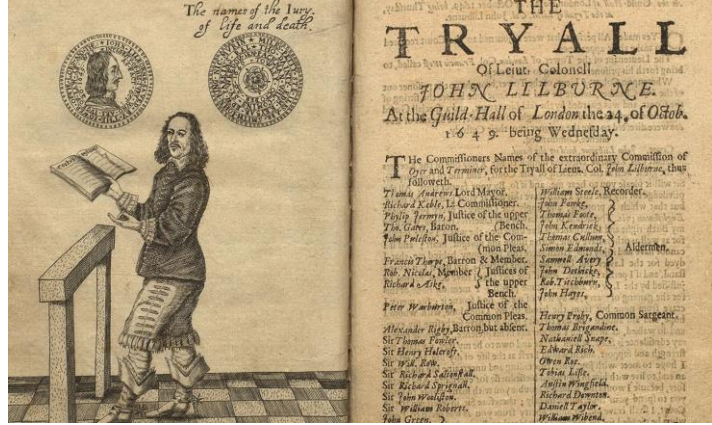 The names of the Iury.
of life and death.
THE
TRYALL
Of Leiut. Colonell
JOHN LILBURNE.
At the Guild-Hall of London the 24, of Octob.
1649. being Wednesday.
THe Commissioners Names of the extraordinary Commission of
Oyer and Terminer, for the Tryall of Lieut. Col. John Lilburne, thus
followeth.
Thomas Andrews Lord Mayor.
Richard Keble, Lo Commissioner.
Philip Jermyn, Justice of the upper
Tho. Gates, Baron. (Bench.
John Puleston, Justice of the Com-
(mon Pleas.
Francis Thorpe, Barron & Member.
Rob. Nicolas, Member } Justices of
Richard Aske, the upper
Bench.
Peter Warburton, Justice of the
Common Pleas.
Alexander Rigby, Barron, but absent.
Sir Thomas Fowler.
Sir Henry Holcroft.
Sir Will. Row.
Sir Richard Saltonstall.
Sir Richard Sprignall.
Sir John Woolliston.
Sir William Roberts.
John Green.
William Steele, Recorder.
John Fowke,
Thomas Foote,
John Kendrick,
Thomas Cullum,
Simon Edmonds,
Aldermen.
Samuell Avery
John Dethicke,
Rob. Tischbourn,
John Hayes,
Henry Proby, Common Sargeant.
Thomas Brigandine.
Nathaniell Snape.
Edward Rich.
Owen Roe.
Tobias Lisle.
Austin Wingfield.
Richard Downton.
Daniell Taylor.
William Wibend.